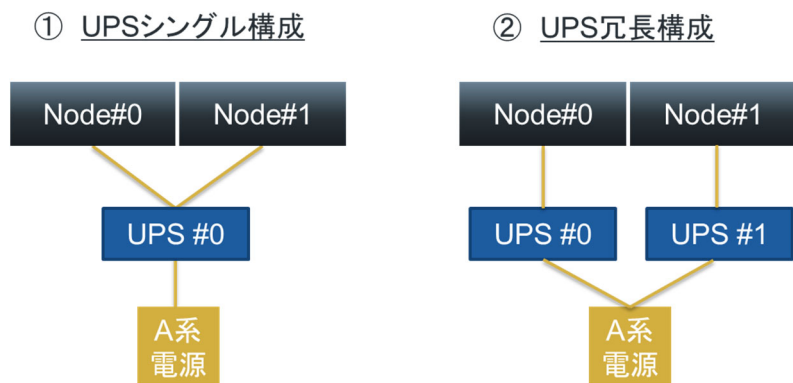 ① UPSシングル構成
② UPS冗長構成
Node#0
Node#1
Node#0
Node#1
UPS #0
UPS #0
UPS #1
A系
電源
A系
電源